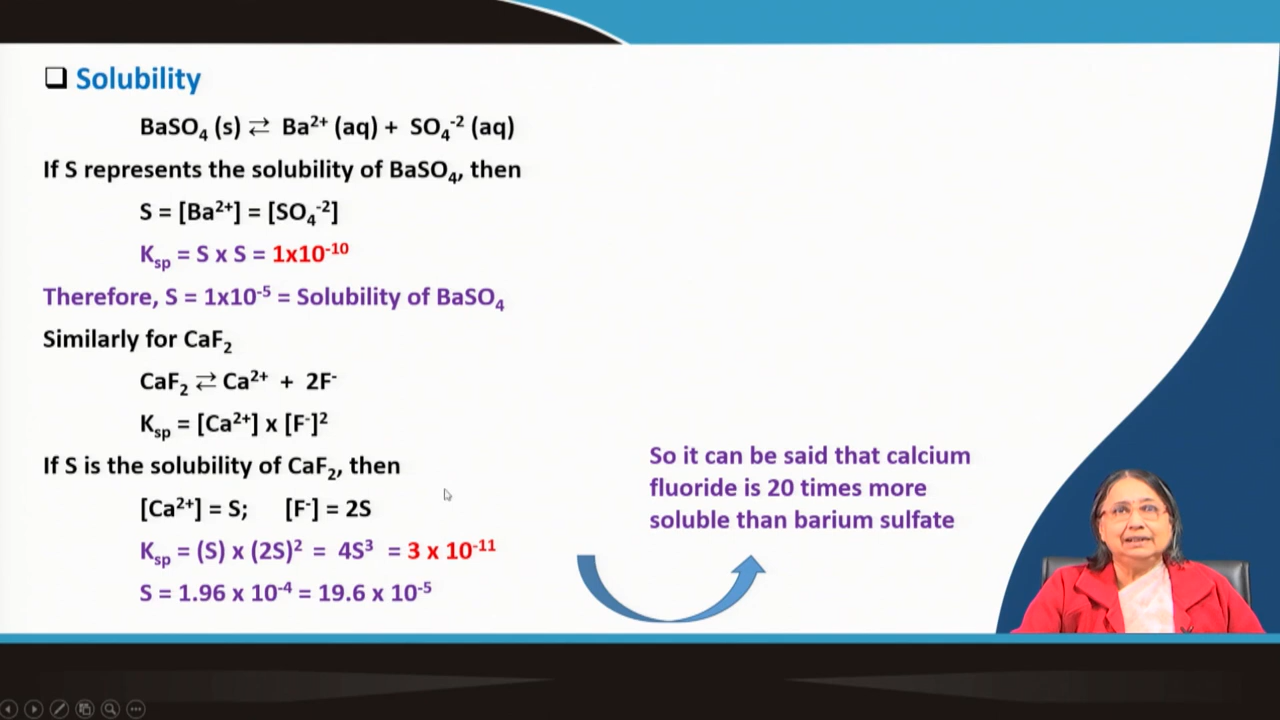 ❑ Solubility
BaSO₄ (s) ⇄ Ba²⁺ (aq) + SO₄⁻² (aq)
If S represents the solubility of BaSO₄, then
S = [Ba²⁺] = [SO₄⁻²]
Kₛₚ = S x S = 1x10⁻¹⁰
Therefore, S = 1x10⁻⁵ = Solubility of BaSO₄
Similarly for CaF₂
CaF₂ ⇄ Ca²⁺ + 2F⁻
Kₛₚ = [Ca²⁺] x [F⁻]²
If S is the solubility of CaF₂, then
[Ca²⁺] = S; [F⁻] = 2S
Kₛₚ = (S) x (2S)² = 4S³ = 3 x 10⁻¹¹
S = 1.96 x 10⁻⁴ = 19.6 x 10⁻⁵
So it can be said that calcium
fluoride is 20 times more
soluble than barium sulfate